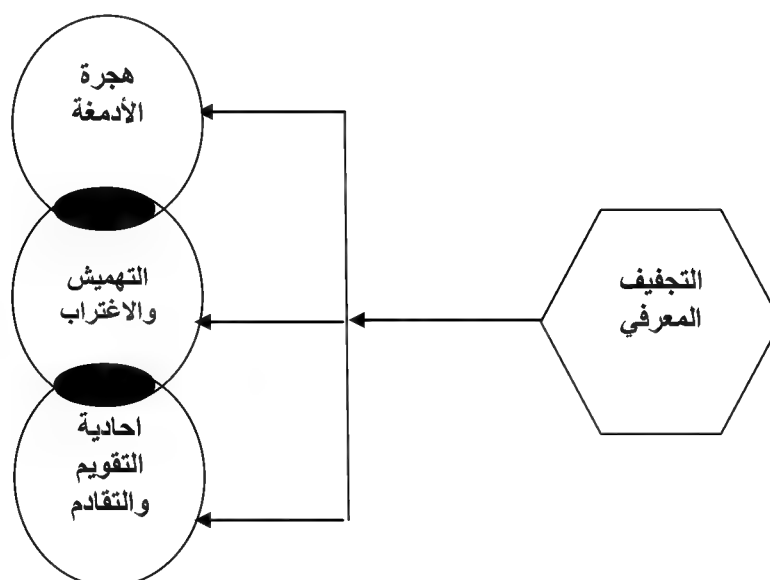 التجفيف
المعرفي
هجرة
الأدمغة
التهميش
والاغتراب
احادية
التقويم
والتقادم